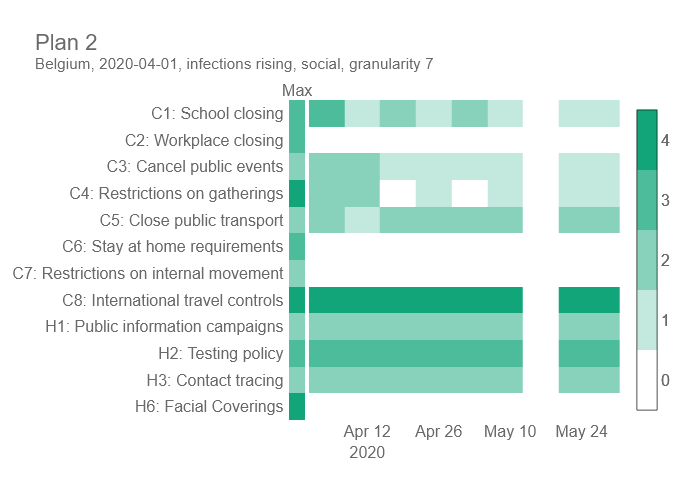 Plan 2
Belgium, 2020-04-01, infections rising, social, granularity 7
Max
C1: School closing
C2: Workplace closing
C3: Cancel public events
C4: Restrictions on gatherings
C5: Close public transport
C6: Stay at home requirements
C7: Restrictions on internal movement
C8: International travel controls
H1: Public information campaigns
H2: Testing policy
H3: Contact tracing
H6: Facial Coverings
4
3
2
1
0
Apr 12 Apr 26 May 10 May 24
2020